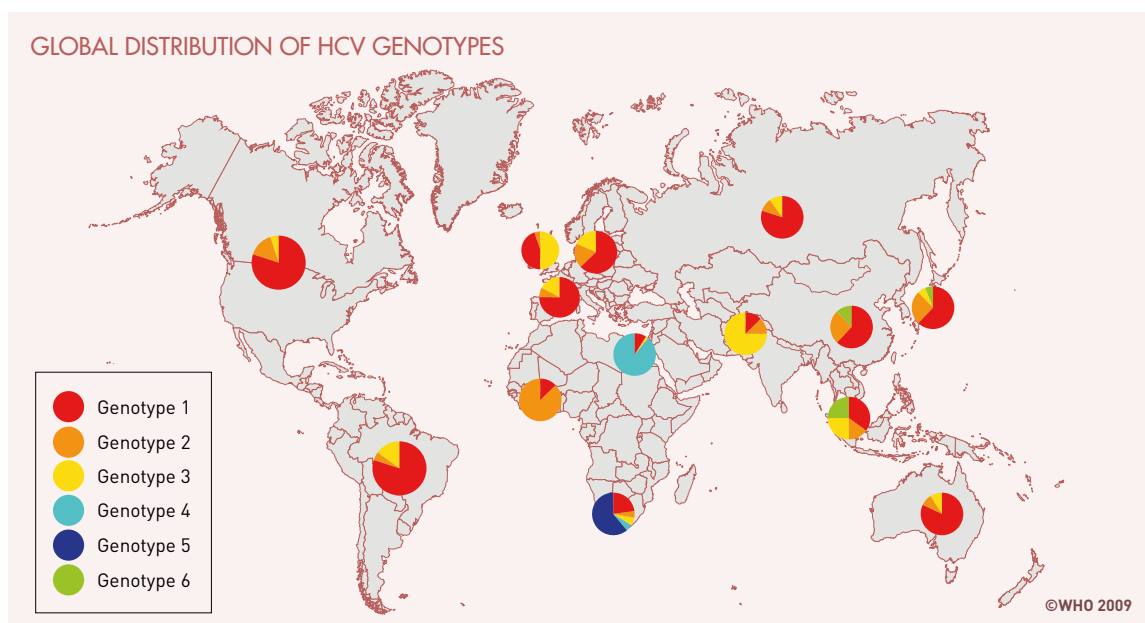 GLOBAL DISTRIBUTION OF HCV GENOTYPES
Genotype 1
Genotype 2
Genotype 3
Genotype 4
Genotype 5
Genotype 6
©WHO 2009